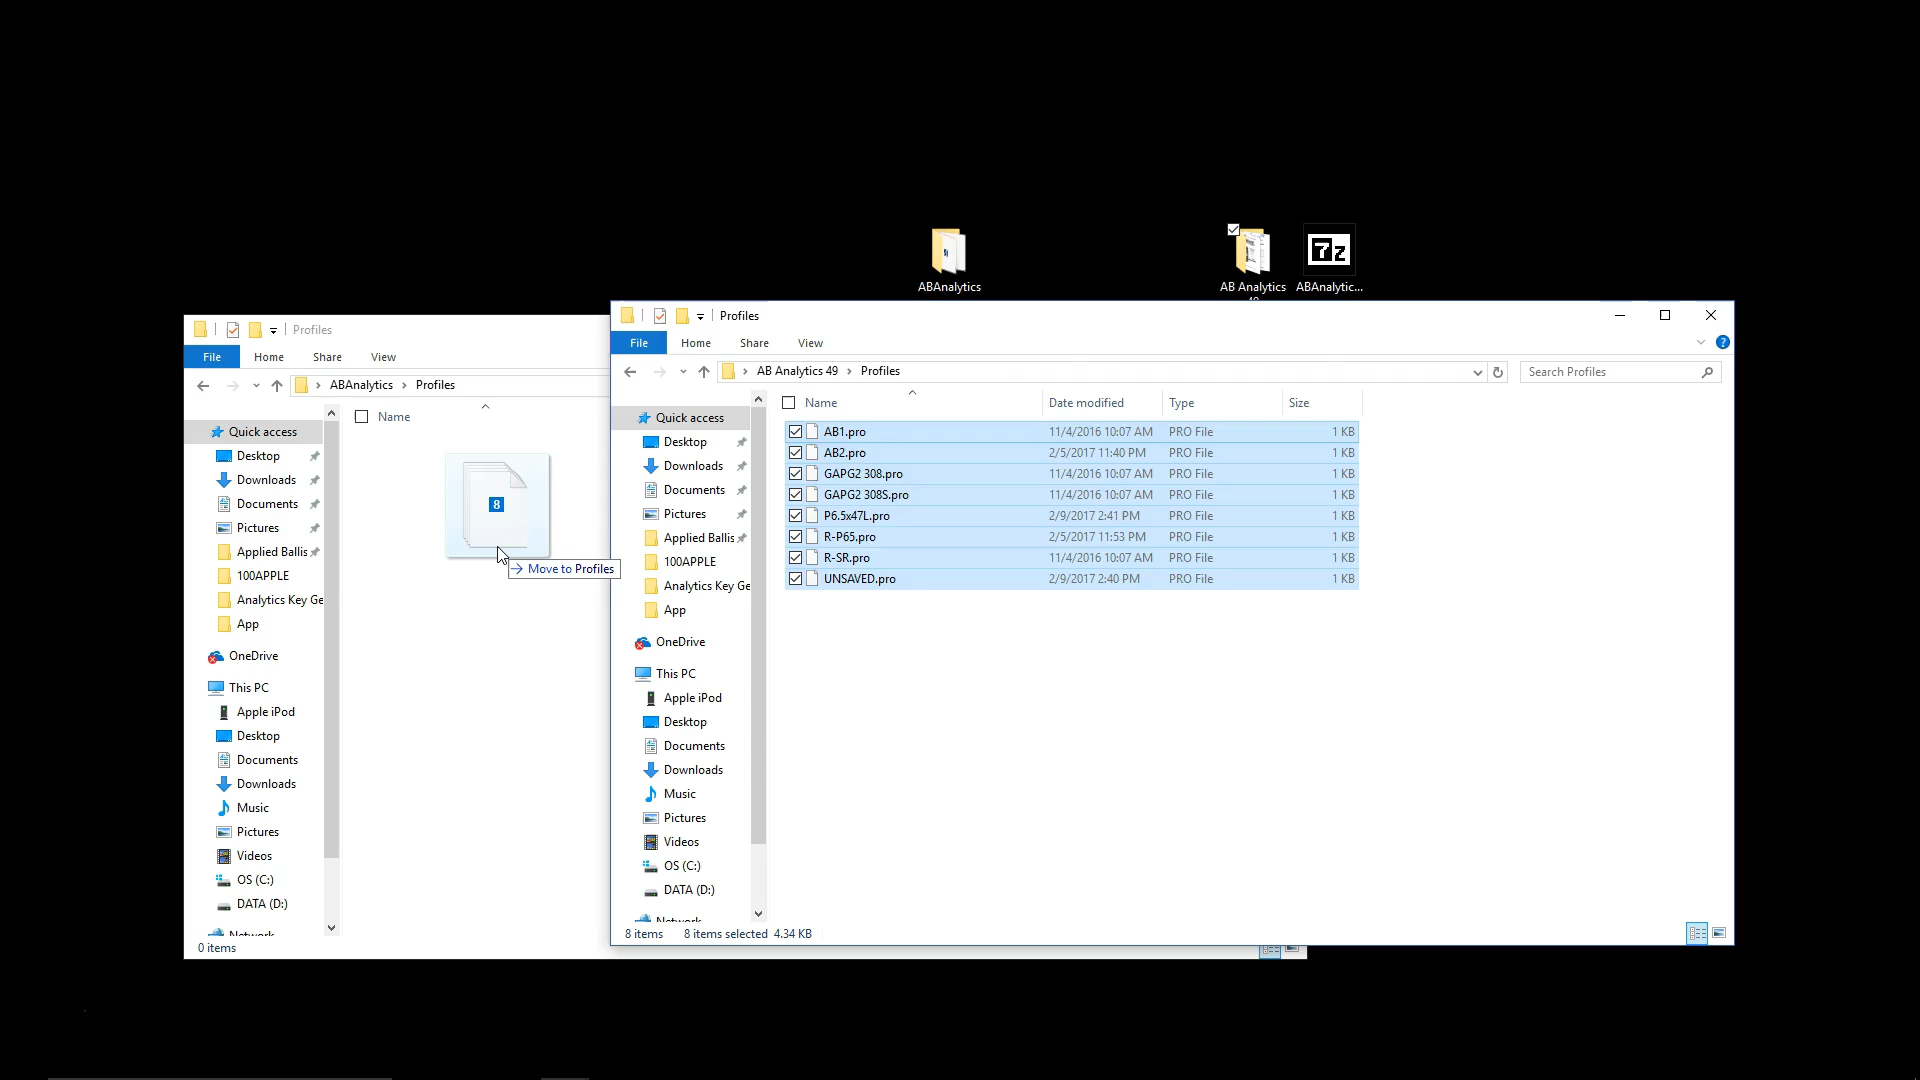 ABAnalytics
AB Analytics
ABAnalytic...
7z
Profiles
File Home Share View
ABAnalytics > Profiles
Name
Quick access
Desktop
Downloads
Documents
Pictures
Applied Ballis
100APPLE
Analytics Key Ge
App
OneDrive
This PC
Apple iPod
Desktop
Documents
Downloads
Music
Pictures
Videos
OS (C:)
DATA (D:)
Network
0 items
8
Move to Profiles
Profiles
File Home Share View
AB Analytics 49 > Profiles
Search Profiles
Name Date modified Type Size
AB1.pro 11/4/2016 10:07 AM PRO File 1 KB
AB2.pro 2/5/2017 11:40 PM PRO File 1 KB
GAPG2 308.pro 11/4/2016 10:07 AM PRO File 1 KB
GAPG2 308S.pro 11/4/2016 10:07 AM PRO File 1 KB
P6.5x47L.pro 2/9/2017 2:41 PM PRO File 1 KB
R-P65.pro 2/5/2017 11:53 PM PRO File 1 KB
R-SR.pro 11/4/2016 10:07 AM PRO File 1 KB
UNSAVED.pro 2/9/2017 2:40 PM PRO File 1 KB
Quick access
Desktop
Downloads
Documents
Pictures
Applied Ballis
100APPLE
Analytics Key Ge
App
OneDrive
This PC
Apple iPod
Desktop
Documents
Downloads
Music
Pictures
Videos
OS (C:)
DATA (D:)
Network
8 items 8 items selected 4.34 KB